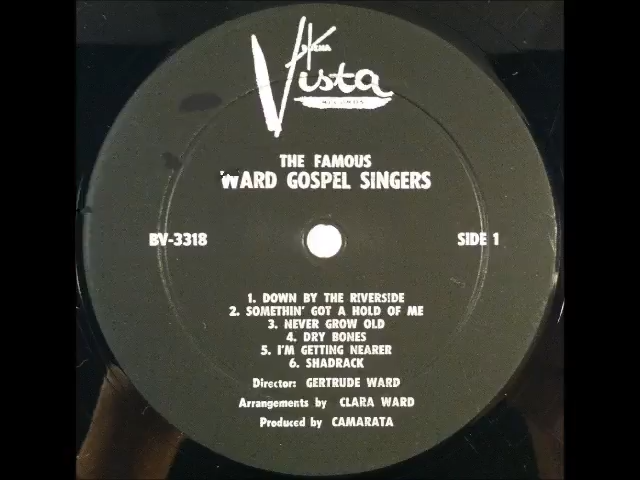 BUENA
Vista
RECORDS
THE FAMOUS
WARD GOSPEL SINGERS
BV-3318
SIDE 1
1. DOWN BY THE RIVERSIDE
2. SOMETHIN' GOT A HOLD OF ME
3. NEVER GROW OLD
4. DRY BONES
5. I'M GETTING NEARER
6. SHADRACK
Director: GERTRUDE WARD
Arrangements by CLARA WARD
Produced by CAMARATA